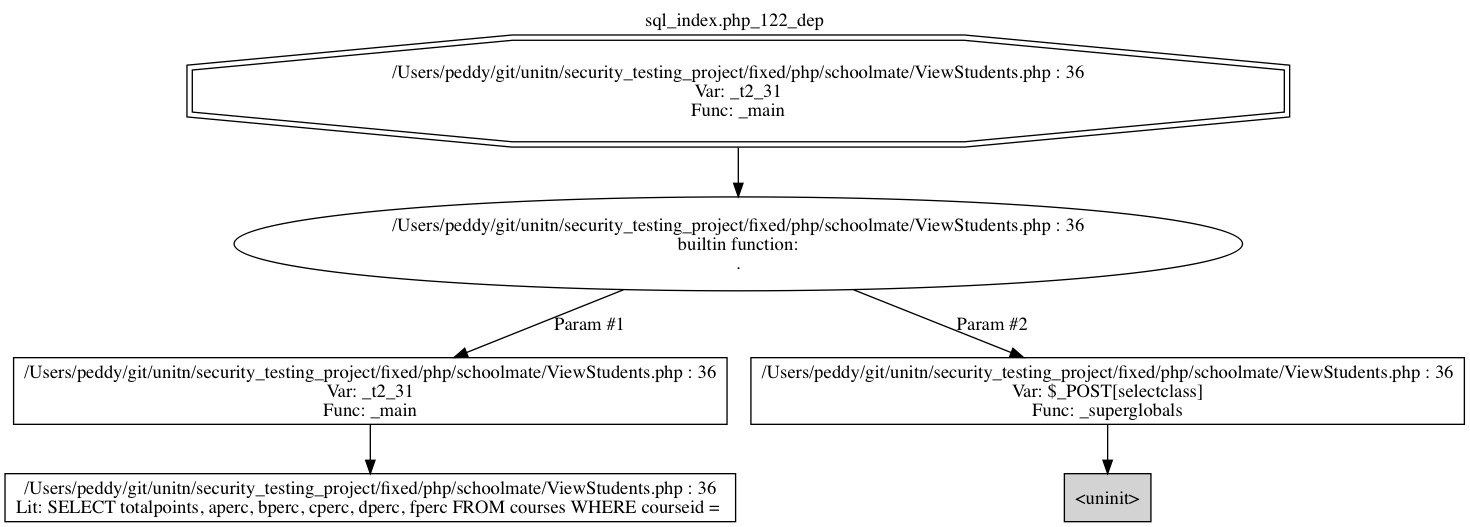 sql_index.php_122_dep
/Users/peddy/git/unitn/security_testing_project/fixed/php/schoolmate/ViewStudents.php : 36
Var: _t2_31
Func: _main
/Users/peddy/git/unitn/security_testing_project/fixed/php/schoolmate/ViewStudents.php : 36
builtin function:
.
Param #1
Param #2
/Users/peddy/git/unitn/security_testing_project/fixed/php/schoolmate/ViewStudents.php : 36
Var: _t2_31
Func: _main
/Users/peddy/git/unitn/security_testing_project/fixed/php/schoolmate/ViewStudents.php : 36
Var: $_POST[selectclass]
Func: _superglobals
/Users/peddy/git/unitn/security_testing_project/fixed/php/schoolmate/ViewStudents.php : 36
Lit: SELECT totalpoints, aperc, bperc, cperc, dperc, fperc FROM courses WHERE courseid =
<uninit>